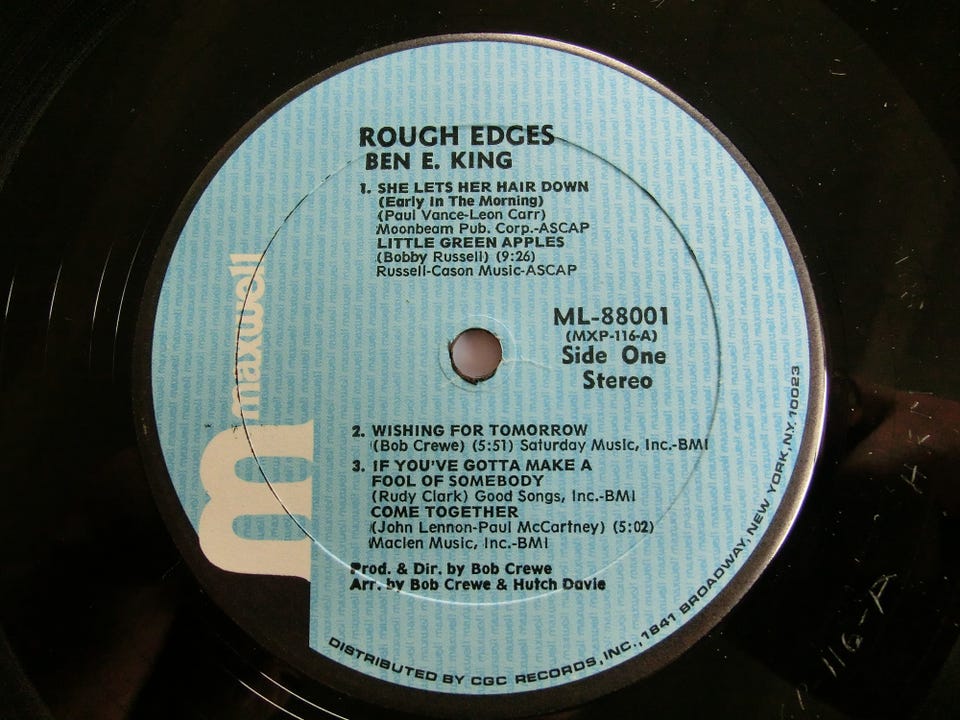 ROUGH EDGES
BEN E. KING
1. SHE LETS HER HAIR DOWN
(Early In The Morning)
(Paul Vance-Leon Carr)
Moonbeam Pub. Corp.-ASCAP
LITTLE GREEN APPLES
(Bobby Russell) (9:26)
Russell-Cason Music-ASCAP
ML-88001
(MXP-116-A)
Side One
Stereo
maxwell
m
2. WISHING FOR TOMORROW
(Bob Crewe) (5:51) Saturday Music, Inc.-BMI
3. IF YOU'VE GOTTA MAKE A
FOOL OF SOMEBODY
(Rudy Clark) Good Songs, Inc.-BMI
COME TOGETHER
(John Lennon-Paul McCartney) (5:02)
Maclen Music, Inc.-BMI
Prod. & Dir. by Bob Crewe
Arr. by Bob Crewe & Hutch Davie
DISTRIBUTED BY CGC RECORDS, INC., 1841 BROADWAY, NEW YORK, N.Y. 10023